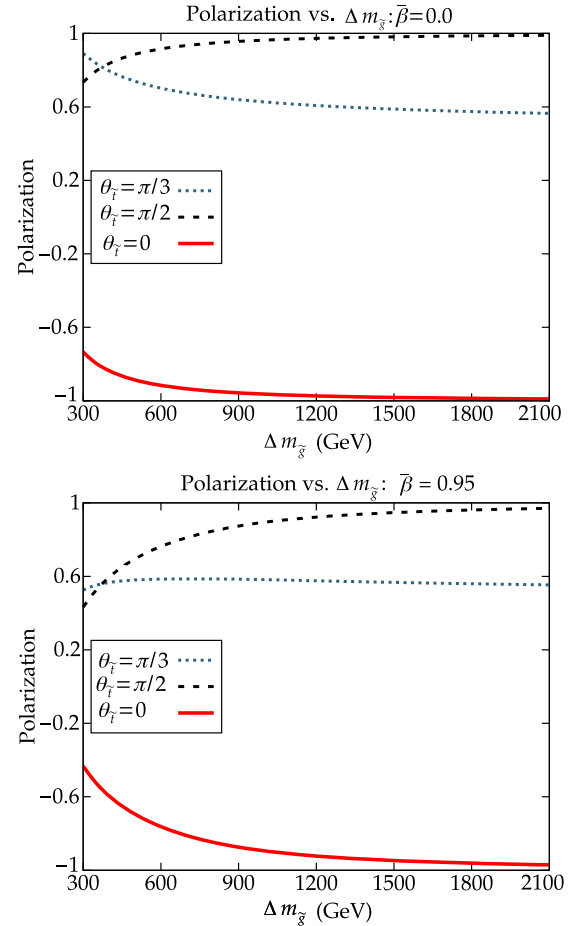 Polarization vs. Δm_g̃: β̄=0.0
1
0.6
0.2
−0.2
−0.6
−1
Polarization
θ_t̃=π/3
θ_t̃=π/2
θ_t̃=0
300 600 900 1200 1500 1800 2100
Δm_g̃ (GeV)
Polarization vs. Δm_g̃: β̄ = 0.95
1
0.6
0.2
−0.2
−0.6
−1
Polarization
θ_t̃=π/3
θ_t̃=π/2
θ_t̃=0
300 600 900 1200 1500 1800 2100
Δm_g̃ (GeV)